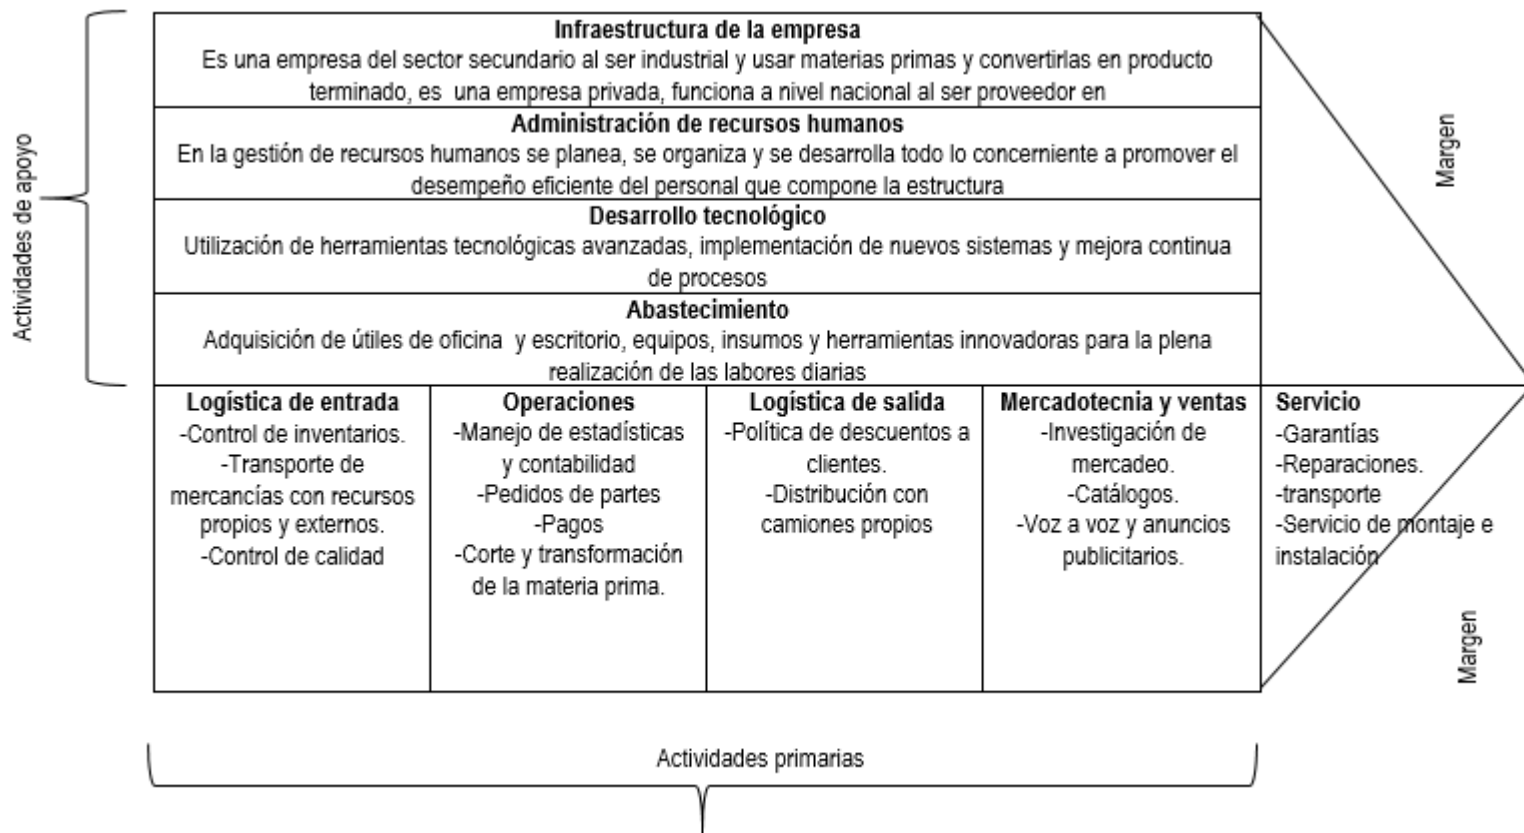 Actividades de apoyo
Infraestructura de la empresa
Es una empresa del sector secundario al ser industrial y usar materias primas y convertirlas en producto
terminado, es  una empresa privada, funciona a nivel nacional al ser proveedor en
Administración de recursos humanos
En la gestión de recursos humanos se planea, se organiza y se desarrolla todo lo concerniente a promover el
desempeño eficiente del personal que compone la estructura
Desarrollo tecnológico
Utilización de herramientas tecnológicas avanzadas, implementación de nuevos sistemas y mejora continua
de procesos
Abastecimiento
Adquisición de útiles de oficina  y escritorio, equipos, insumos y herramientas innovadoras para la plena
realización de las labores diarias
Margen
Logística de entrada
-Control de inventarios.
-Transporte de
mercancías con recursos
propios y externos.
-Control de calidad
Operaciones
-Manejo de estadísticas
y contabilidad
-Pedidos de partes
-Pagos
-Corte y transformación
de la materia prima.
Logística de salida
-Política de descuentos a
clientes.
-Distribución con
camiones propios
Mercadotecnia y ventas
-Investigación de
mercadeo.
-Catálogos.
-Voz a voz y anuncios
publicitarios.
Servicio
-Garantías
-Reparaciones.
-transporte
-Servicio de montaje e
instalación
Margen
Actividades primarias